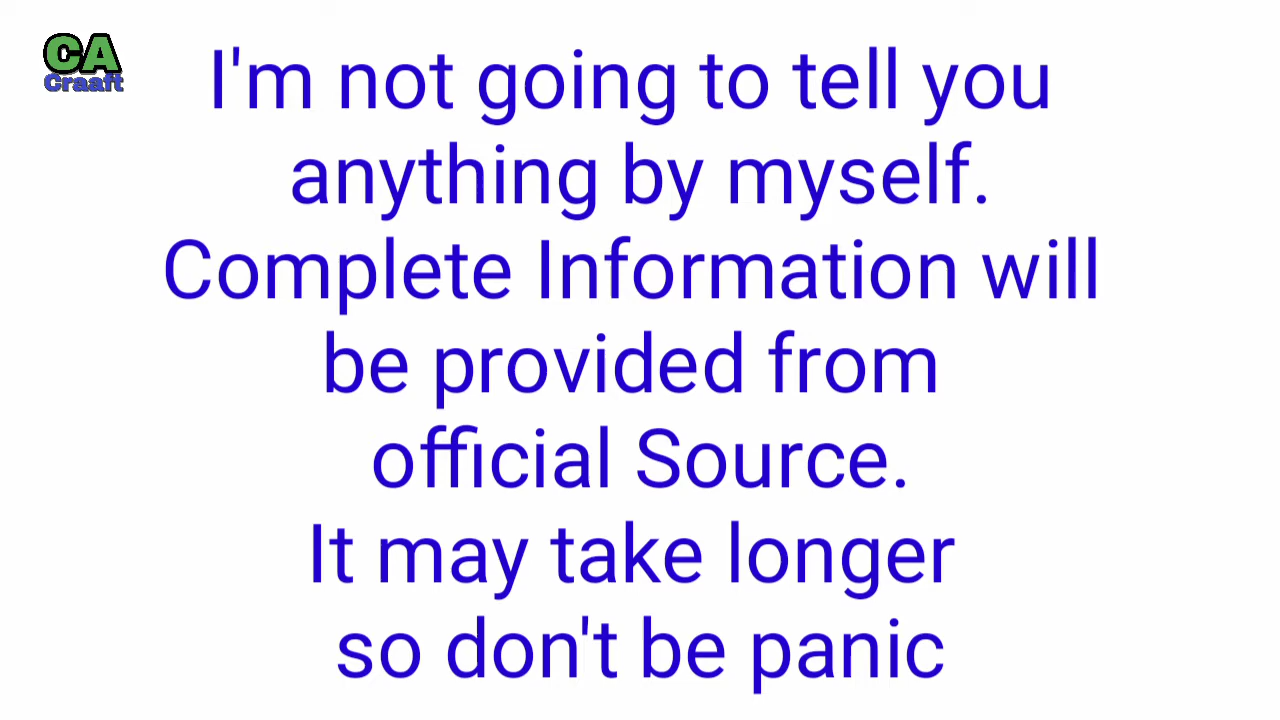 CA
Craaft
I'm not going to tell you
anything by myself.
Complete Information will
be provided from
official Source.
It may take longer
so don't be panic